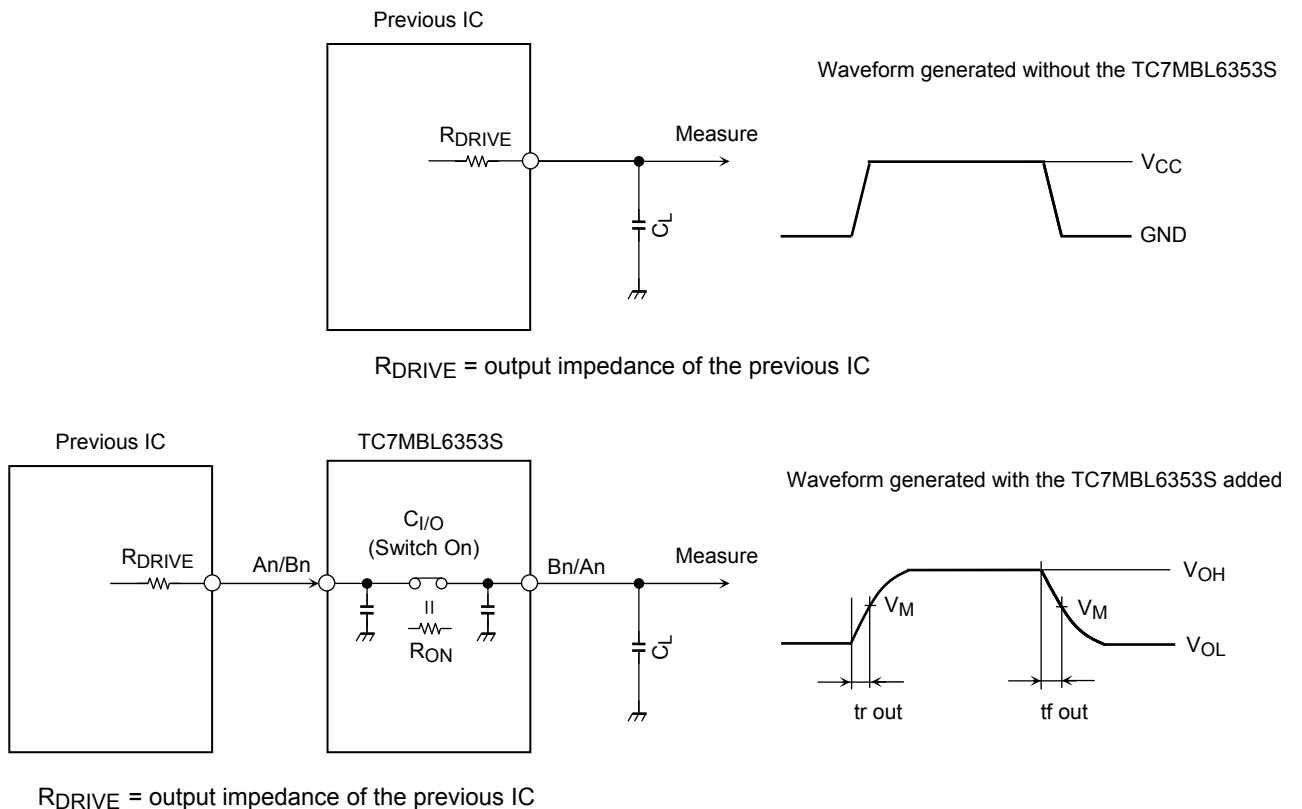 Previous IC
Waveform generated without the TC7MBL6353S
RDRIVE
Measure
VCC
CL
GND
RDRIVE = output impedance of the previous IC
Previous IC
TC7MBL6353S
Waveform generated with the TC7MBL6353S added
CI/O
(Switch On)
RDRIVE
An/Bn
Bn/An
Measure
VOH
VM
VM
RON
CL
VOL
tr out
tf out
RDRIVE = output impedance of the previous IC